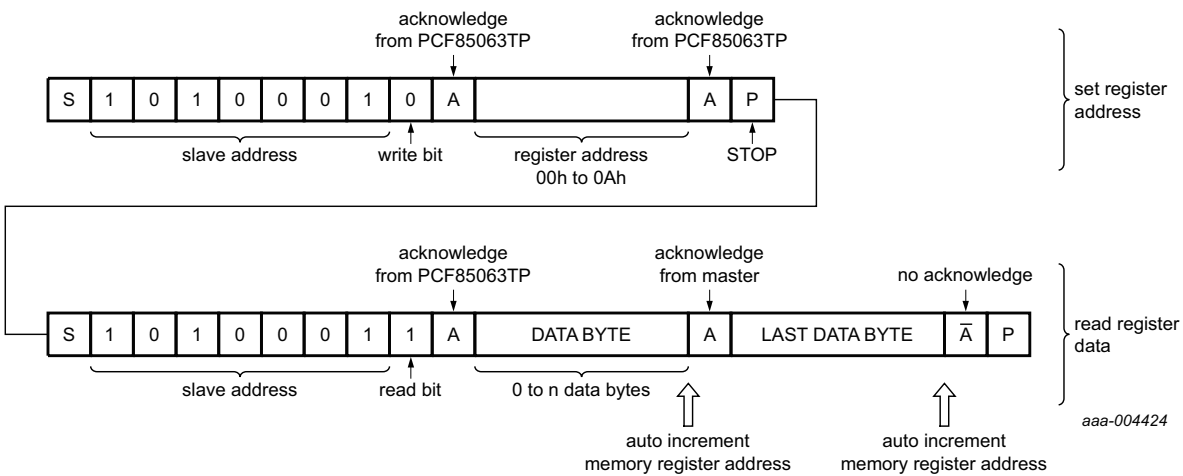 acknowledge
from PCF85063TP
acknowledge
from PCF85063TP
S 1 0 1 0 0 0 1 0 A A P
set register
address
slave address
write bit
register address
00h to 0Ah
STOP
acknowledge
from PCF85063TP
acknowledge
from master
no acknowledge
S 1 0 1 0 0 0 1 1 A DATA BYTE A LAST DATA BYTE A̅ P
read register
data
slave address
read bit
0 to n data bytes
aaa-004424
auto increment
memory register address
auto increment
memory register address